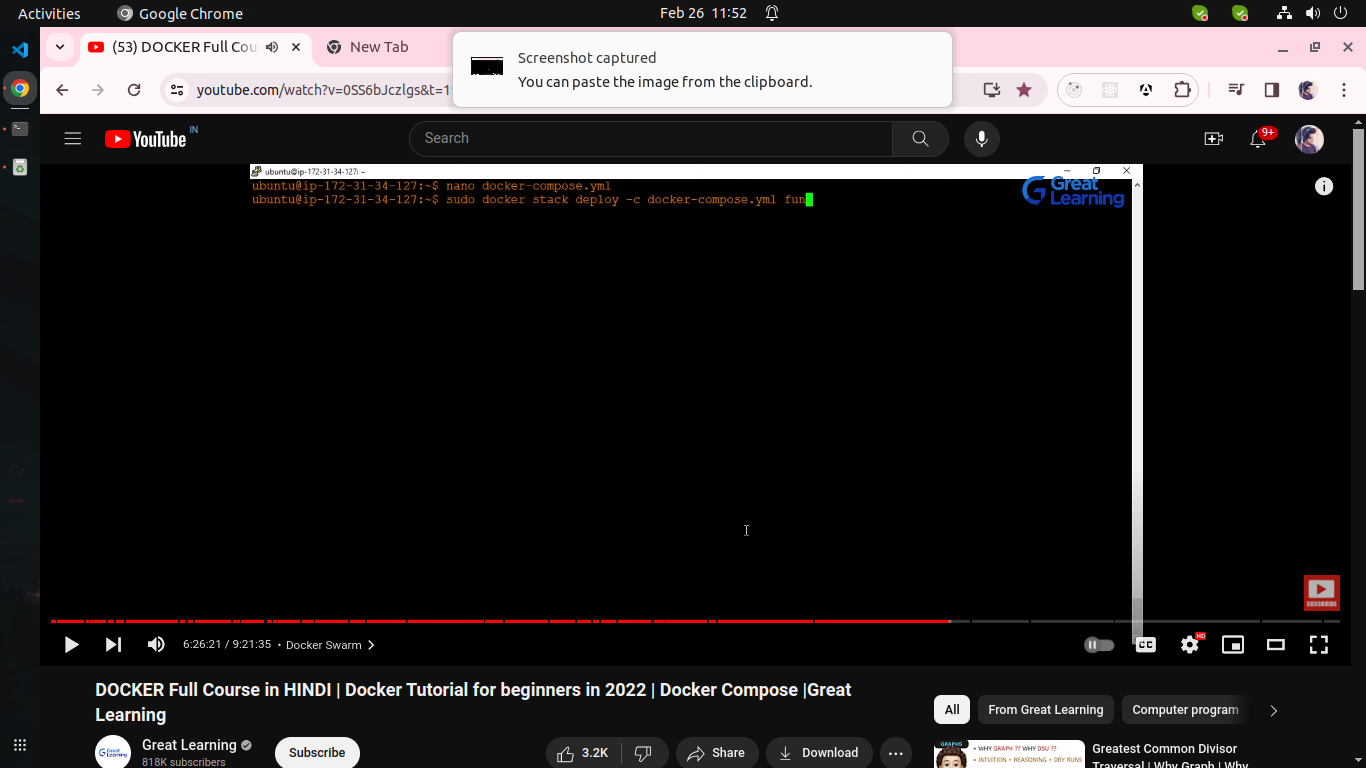 Activities
Google Chrome
Feb 26 11:52
(53) DOCKER Full Cou
New Tab
Screenshot captured
You can paste the image from the clipboard.
youtube.com/watch?v=0SS6bJczlgs&t=1
YouTube IN
Search
9+
ubuntu@ip-172-31-34-127: ~
ubuntu@ip-172-31-34-127:~$ nano docker-compose.yml
ubuntu@ip-172-31-34-127:~$ sudo docker stack deploy -c docker-compose.yml fun
Great
Learning
SUBSCRIBE
6:26:21 / 9:21:35 • Docker Swarm
CC
HD
DOCKER Full Course in HINDI | Docker Tutorial for beginners in 2022 | Docker Compose |Great
Learning
Great Learning
818K subscribers
Subscribe
3.2K
Share
Download
All
From Great Learning
Computer program
GRAPHS
• WHY GRAPH ?? WHY DSU ??
• INTUITION + REASONING + DRY RUNS
Greatest Common Divisor
Traversal | Why Graph | Why